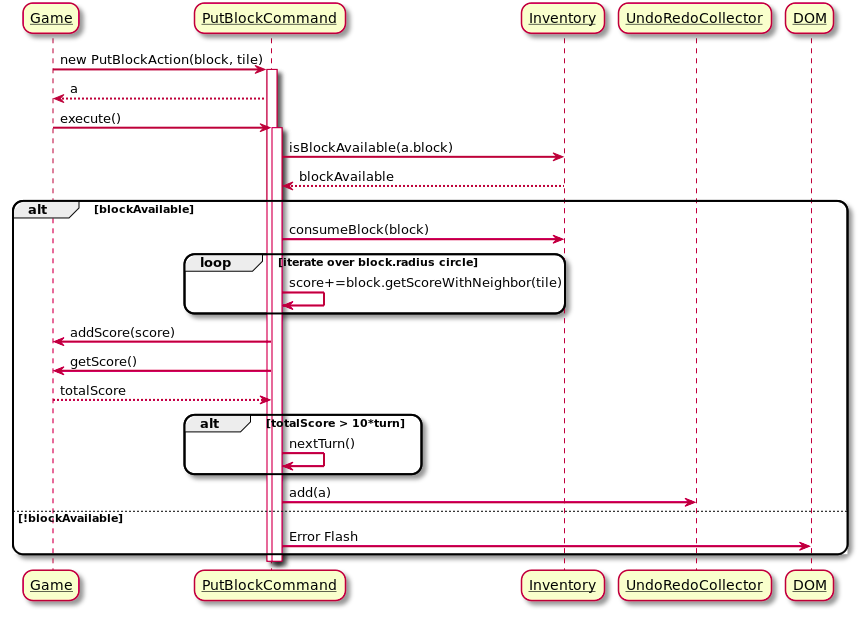 Game PutBlockCommand Inventory UndoRedoCollector DOM
new PutBlockAction(block, tile)
a
execute()
isBlockAvailable(a.block)
blockAvailable
alt [blockAvailable]
consumeBlock(block)
loop [iterate over block.radius circle]
score+=block.getScoreWithNeighbor(tile)
addScore(score)
getScore()
totalScore
alt [totalScore > 10*turn]
nextTurn()
add(a)
[!blockAvailable]
Error Flash
Game PutBlockCommand Inventory UndoRedoCollector DOM